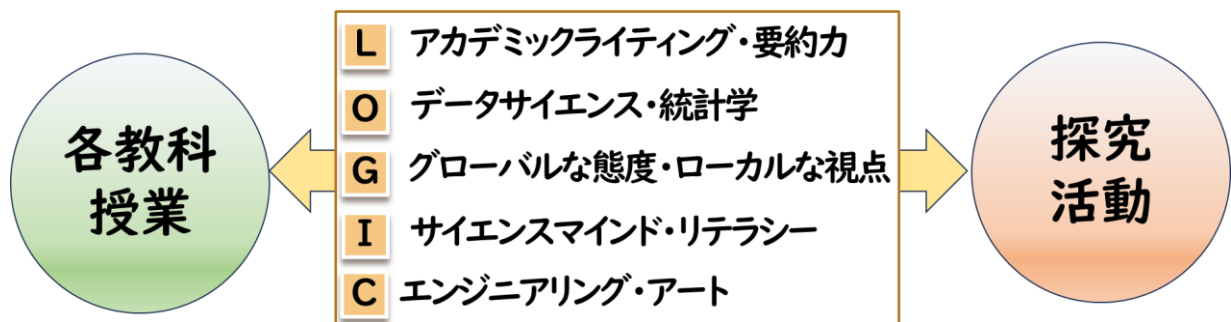 各教科
授業
L アカデミックライティング・要約力
O データサイエンス・統計学
G グローバルな態度・ローカルな視点
I サイエンスマインド・リテラシー
C エンジニアリング・アート
探究
活動